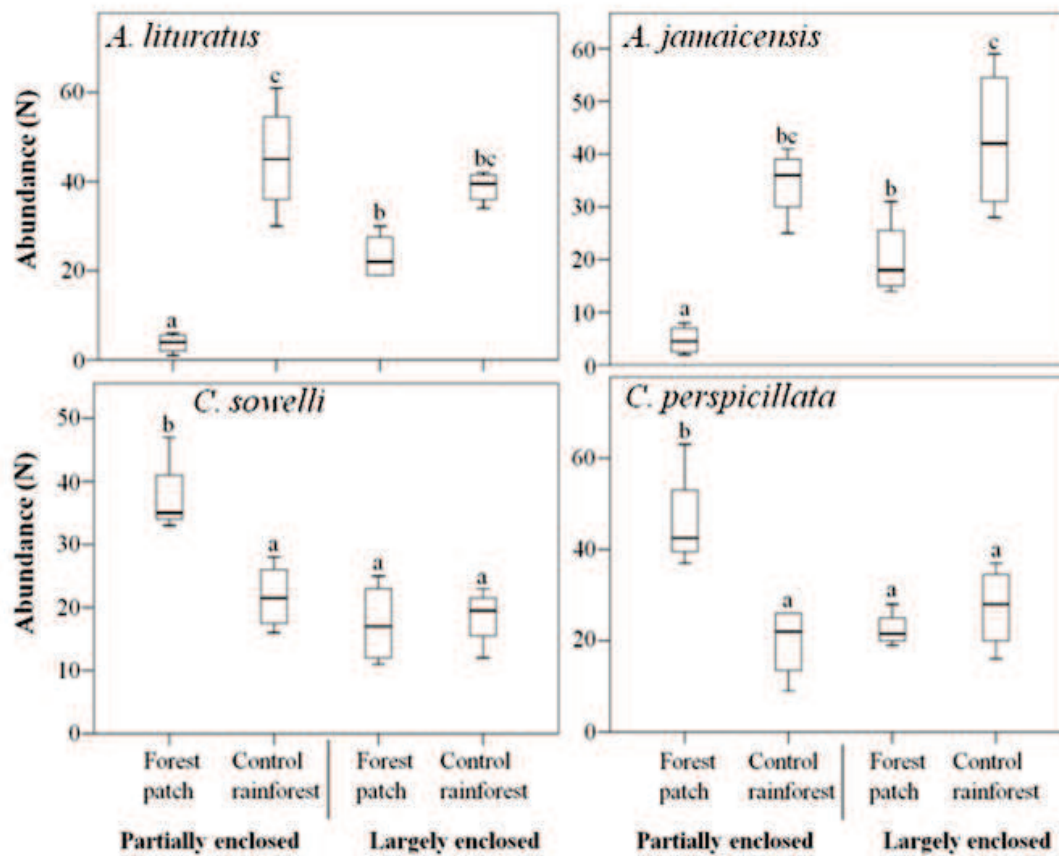 A. lituratus
Abundance (N)
60
40
20
0
c
bc
b
a
A. jamaicensis
60
50
40
30
20
10
0
c
bc
b
a
C. sowelli
Abundance (N)
50
40
30
20
10
0
b
a
a
a
C. perspicillata
60
40
20
0
b
a
a
a
Forest patch
Control rainforest
Forest patch
Control rainforest
Partially enclosed
Largely enclosed
Forest patch
Control rainforest
Forest patch
Control rainforest
Partially enclosed
Largely enclosed